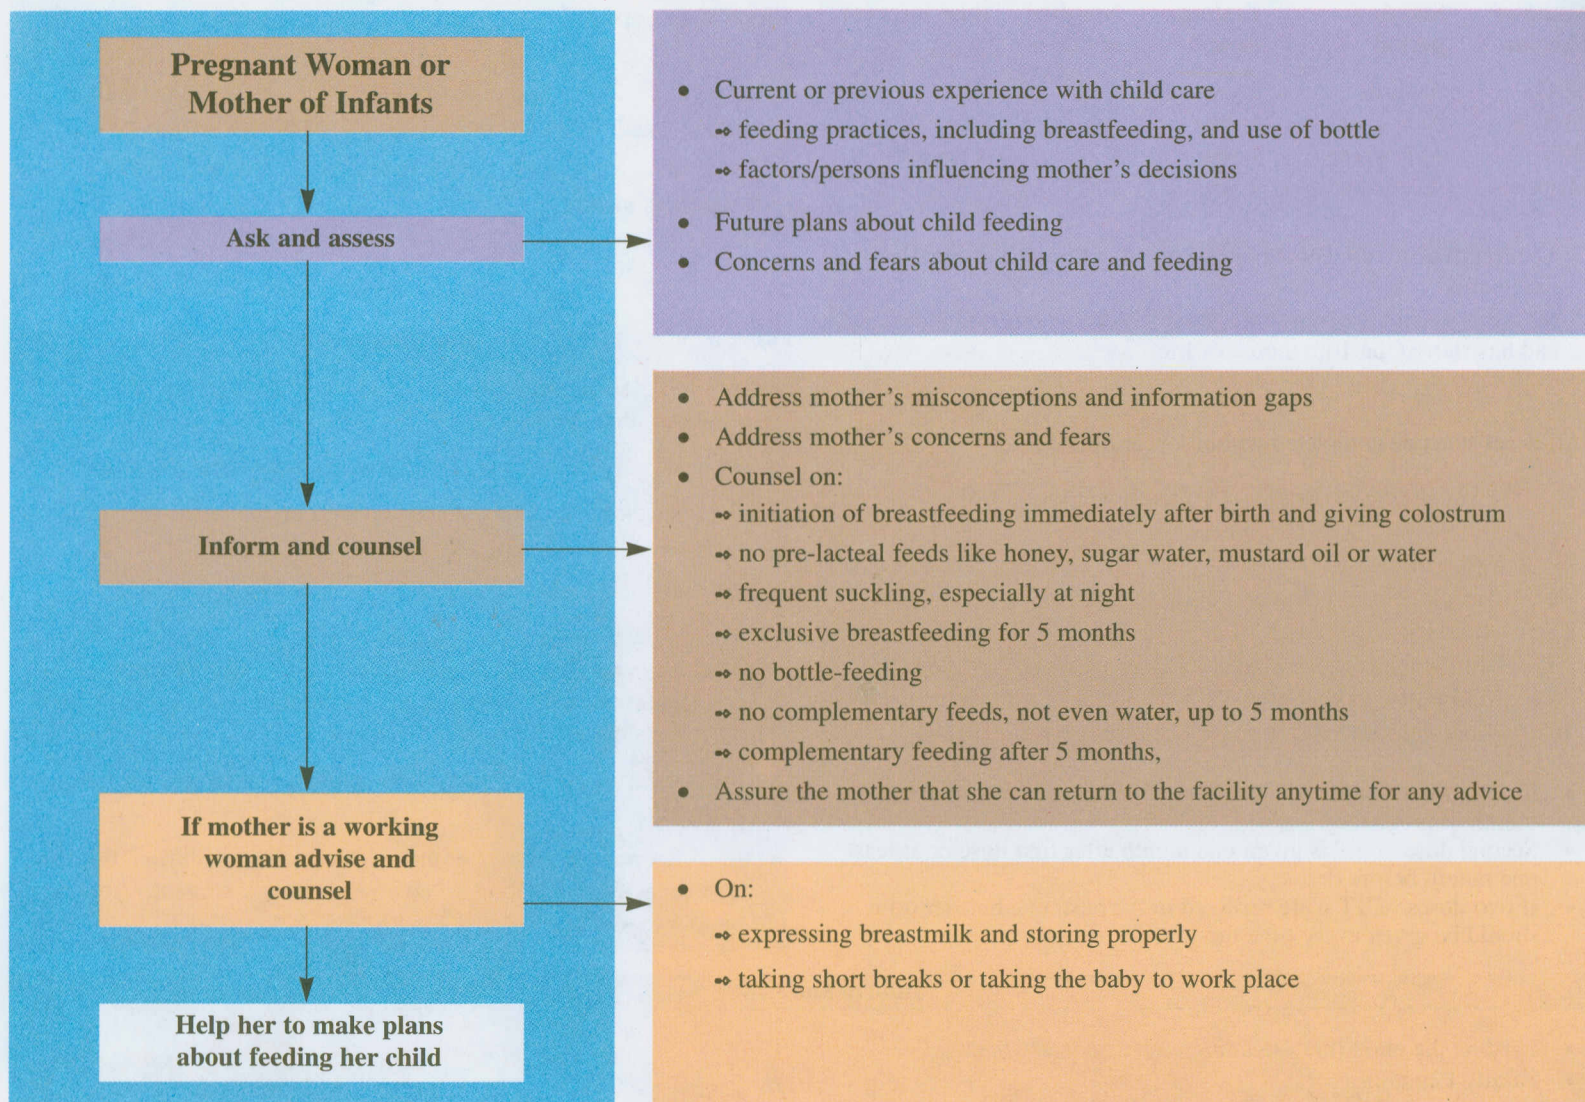 Pregnant Woman or
Mother of Infants
Ask and assess
● Current or previous experience with child care
feeding practices, including breastfeeding, and use of bottle
factors/persons influencing mother's decisions
● Future plans about child feeding
● Concerns and fears about child care and feeding
Inform and counsel
● Address mother's misconceptions and information gaps
● Address mother's concerns and fears
● Counsel on:
initiation of breastfeeding immediately after birth and giving colostrum
no pre-lacteal feeds like honey, sugar water, mustard oil or water
frequent suckling, especially at night
exclusive breastfeeding for 5 months
no bottle-feeding
no complementary feeds, not even water, up to 5 months
complementary feeding after 5 months,
● Assure the mother that she can return to the facility anytime for any advice
If mother is a working
woman advise and
counsel
● On:
expressing breastmilk and storing properly
taking short breaks or taking the baby to work place
Help her to make plans
about feeding her child